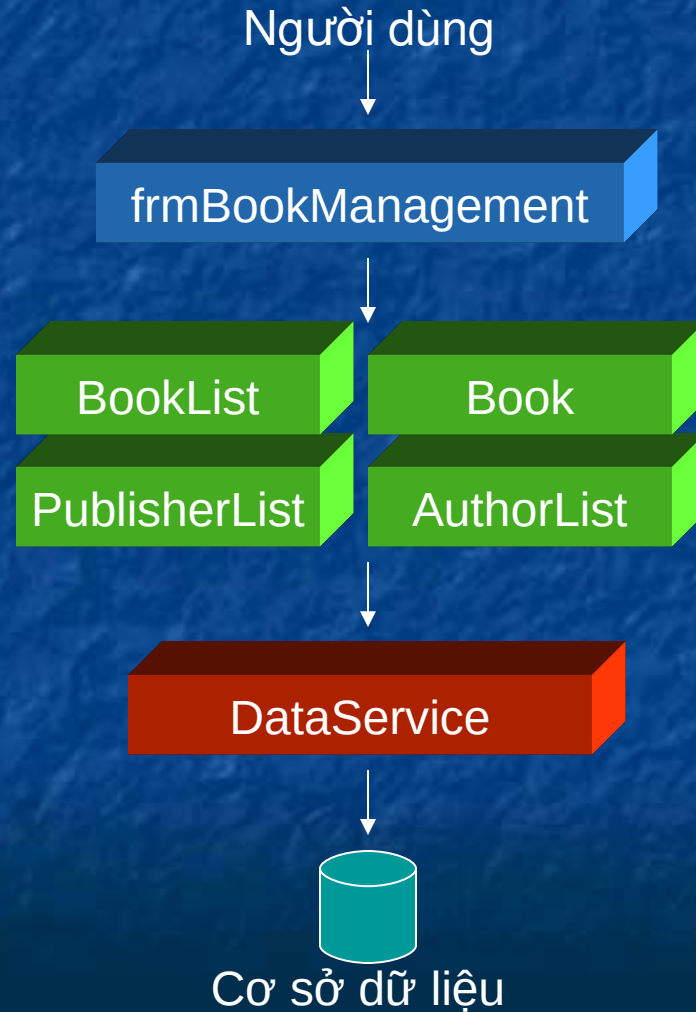 Người dùng
frmBookManagement
BookList
Book
PublisherList
AuthorList
DataService
Cơ sở dữ liệu